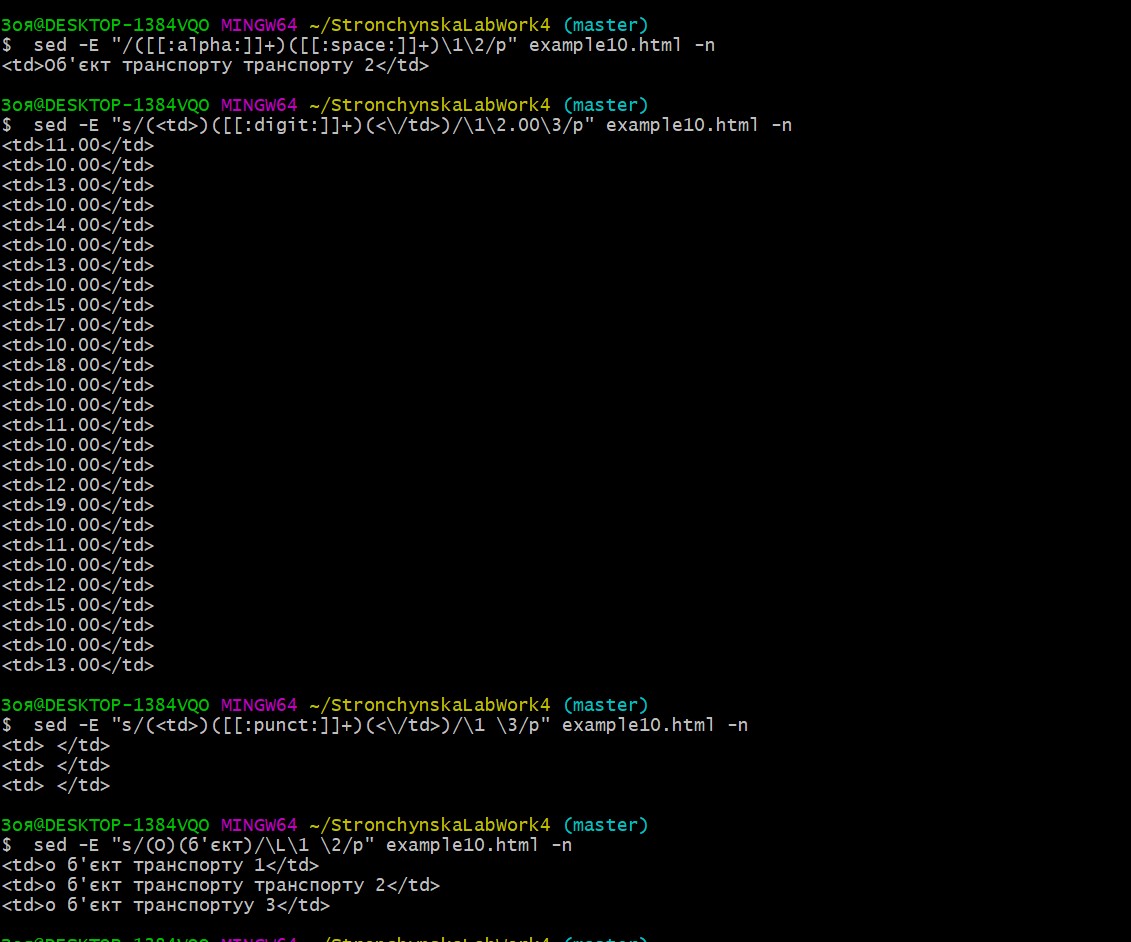 Зоя@DESKTOP-1384VQO MINGW64 ~/StronchynskaLabWork4 (master)
$  sed -E "/([[:alpha:]]+)([[:space:]]+)\1\2/p" example10.html -n
<td>Об'єкт транспорту транспорту 2</td>
Зоя@DESKTOP-1384VQO MINGW64 ~/StronchynskaLabWork4 (master)
$  sed -E "s/(<td>)([[:digit:]]+)(<\/td>)/\1\2.00\3/p" example10.html -n
<td>11.00</td>
<td>10.00</td>
<td>13.00</td>
<td>10.00</td>
<td>14.00</td>
<td>10.00</td>
<td>13.00</td>
<td>10.00</td>
<td>15.00</td>
<td>17.00</td>
<td>10.00</td>
<td>18.00</td>
<td>10.00</td>
<td>10.00</td>
<td>11.00</td>
<td>10.00</td>
<td>10.00</td>
<td>12.00</td>
<td>19.00</td>
<td>10.00</td>
<td>11.00</td>
<td>10.00</td>
<td>12.00</td>
<td>15.00</td>
<td>10.00</td>
<td>10.00</td>
<td>13.00</td>
Зоя@DESKTOP-1384VQO MINGW64 ~/StronchynskaLabWork4 (master)
$  sed -E "s/(<td>)([[:punct:]]+)(<\/td>)/\1 \3/p" example10.html -n
<td> </td>
<td> </td>
<td> </td>
Зоя@DESKTOP-1384VQO MINGW64 ~/StronchynskaLabWork4 (master)
$  sed -E "s/(О)(б'єкт)/\L\1 \2/p" example10.html -n
<td>о б'єкт транспорту 1</td>
<td>о б'єкт транспорту транспорту 2</td>
<td>о б'єкт транспортуу 3</td>
Зоя@DESKTOP-1384VQO MINGW64 ~/StronchynskaLabWork4 (master)